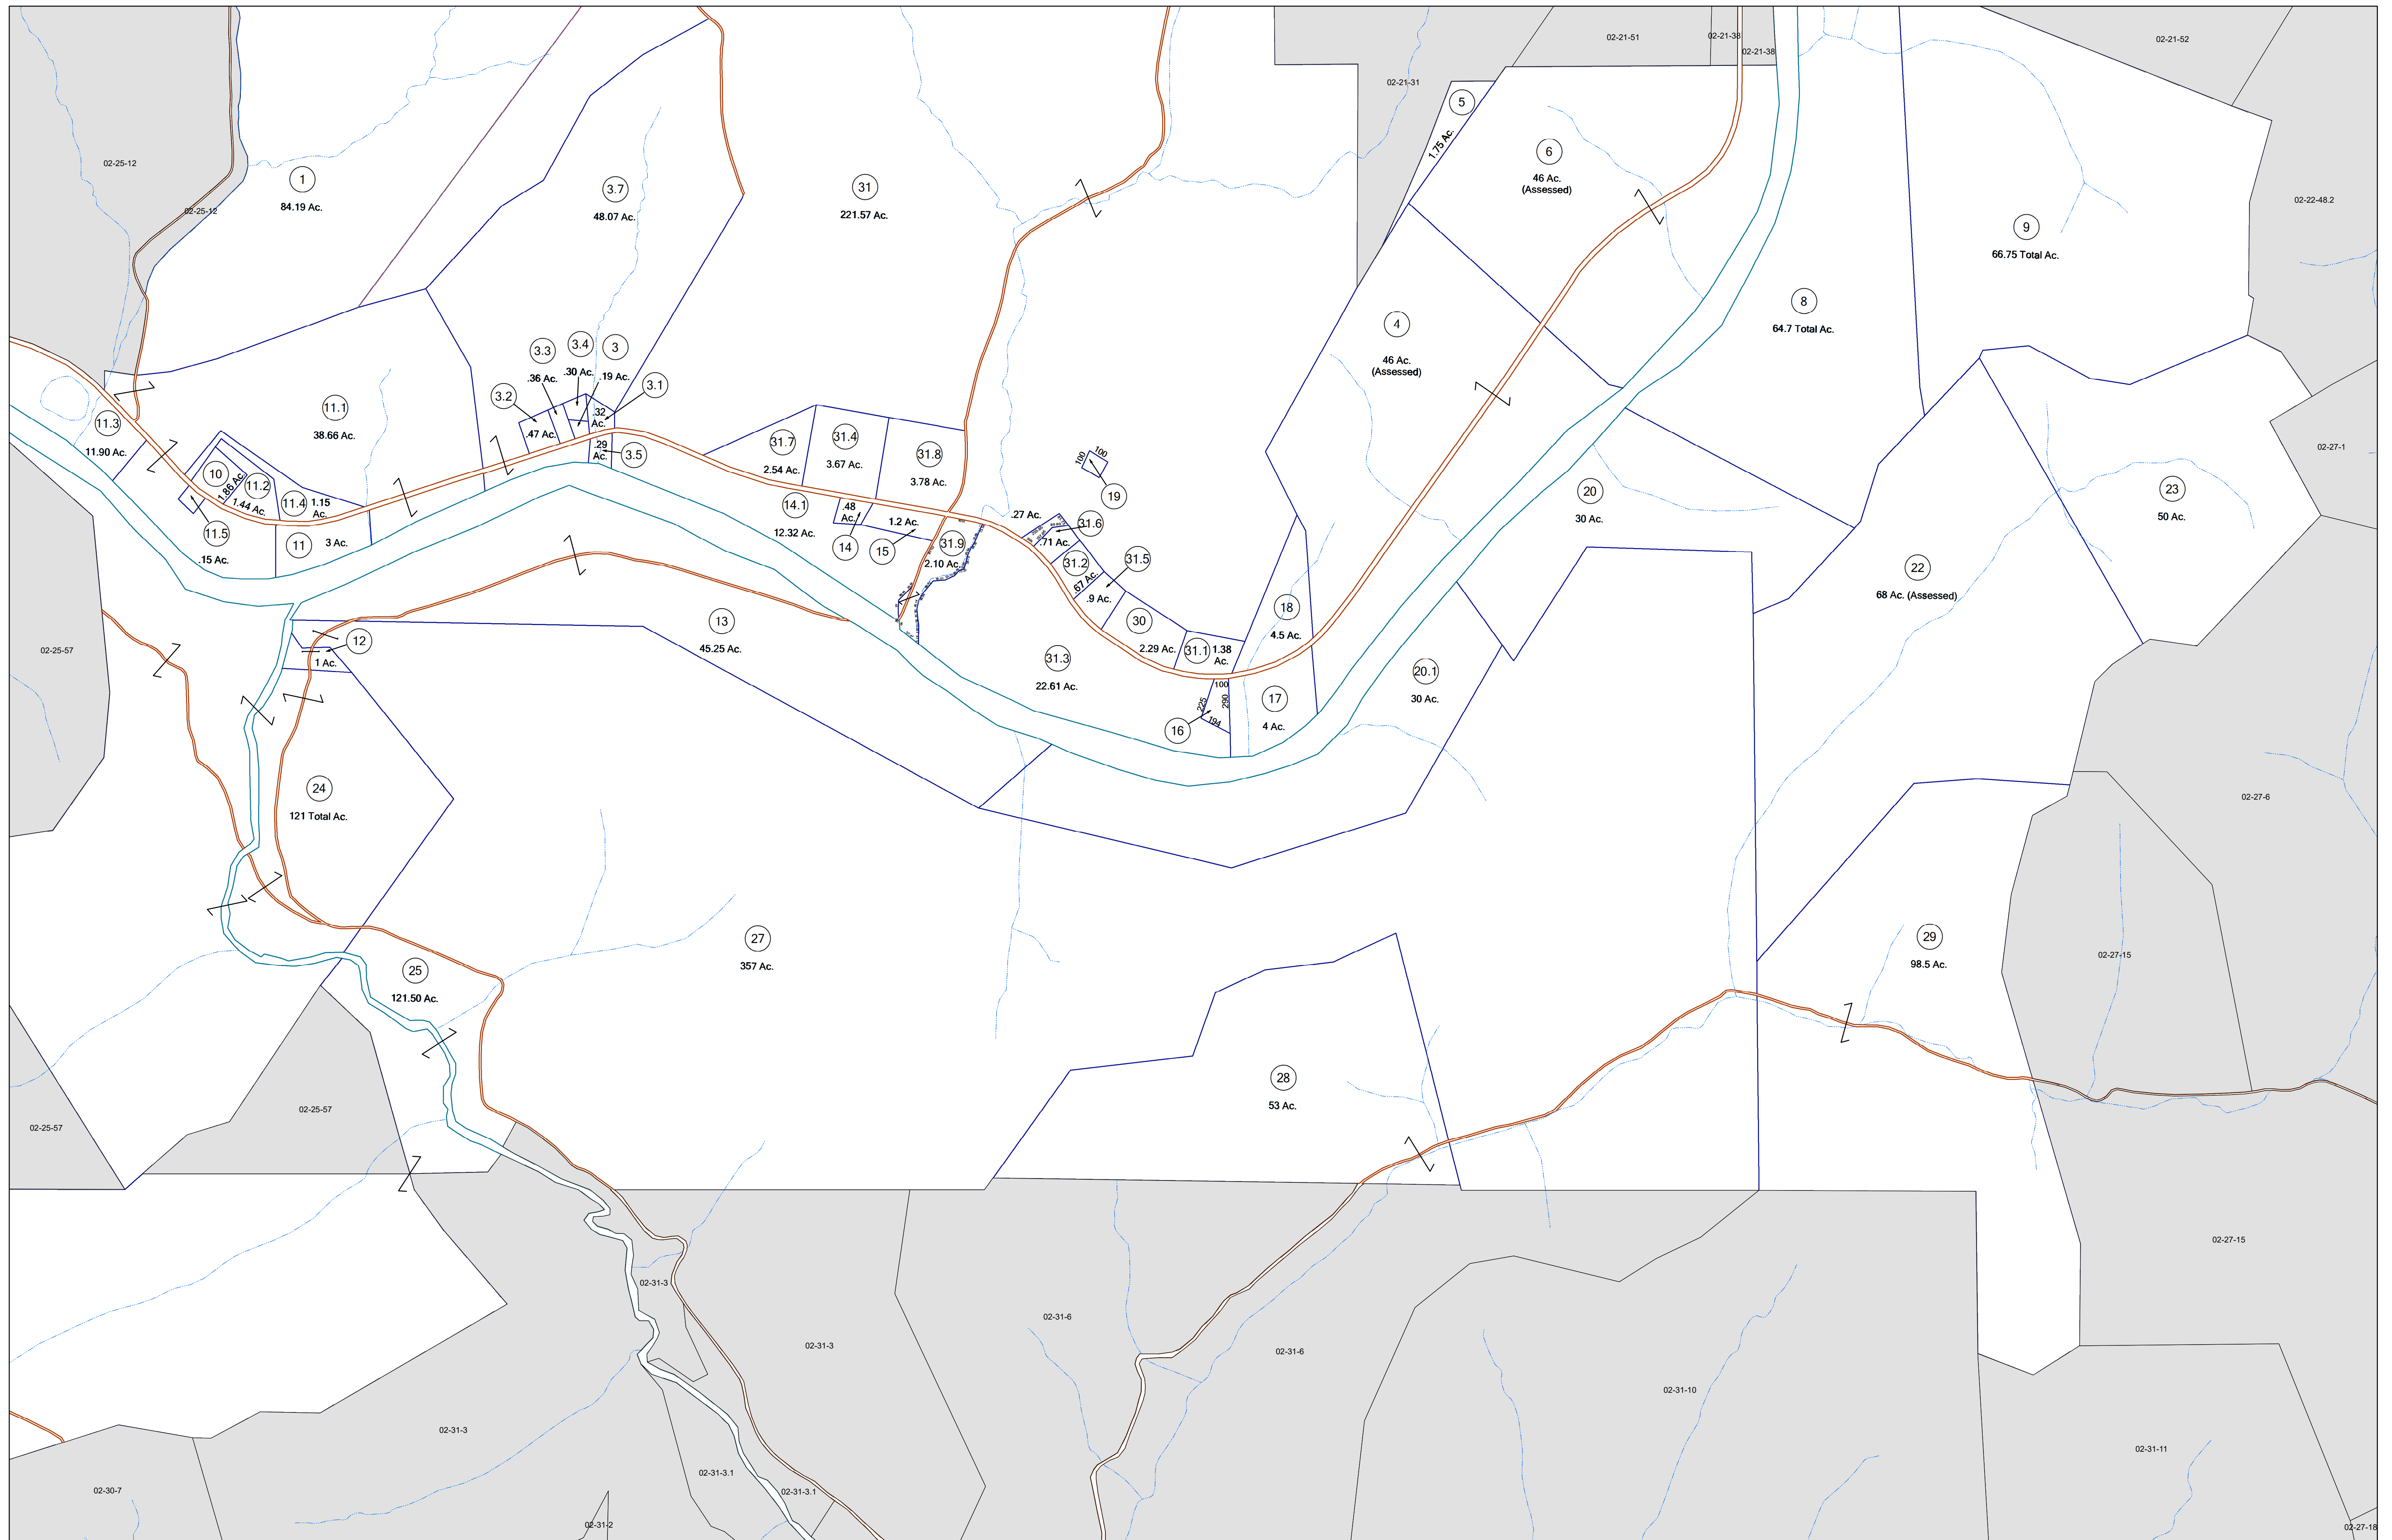 02-21-51
02-21-38
02-21-38
02-21-52
02-21-31
02-25-12
02-25-12
02-22-48.2
1
84.19 Ac.
3.7
48.07 Ac.
31
221.57 Ac.
5
1.75 Ac.
6
46 Ac.
(Assessed)
9
66.75 Total Ac.
8
64.7 Total Ac.
4
46 Ac.
(Assessed)
3.3
.36 Ac.
3.4
.30 Ac.
3
.19 Ac.
3.1
.32
Ac.
3.2
.47 Ac.
.29
Ac.
3.5
11.1
38.66 Ac.
11.3
11.90 Ac.
10
1.86 Ac.
11.2
1.44 Ac.
11.4
1.15
Ac.
11.5
.15 Ac.
11
3 Ac.
31.7
2.54 Ac.
31.4
3.67 Ac.
31.8
3.78 Ac.
14.1
12.32 Ac.
.48
Ac.
14
1.2 Ac.
15
31.9
2.10 Ac.
100
100
19
.27 Ac.
31.6
.71 Ac.
31.2
.67 Ac.
31.5
.9 Ac.
30
2.29 Ac.
31.1
1.38
Ac.
18
4.5 Ac.
31.3
22.61 Ac.
100
225
290
194
16
17
4 Ac.
20
30 Ac.
20.1
30 Ac.
02-27-1
23
50 Ac.
22
68 Ac. (Assessed)
13
45.25 Ac.
12
1 Ac.
02-25-57
24
121 Total Ac.
02-27-6
27
357 Ac.
25
121.50 Ac.
29
98.5 Ac.
02-27-15
28
53 Ac.
02-25-57
02-25-57
02-27-15
02-31-3
02-31-6
02-31-3
02-31-6
02-31-10
02-31-3
02-31-11
02-31-3.1
02-31-3.1
02-30-7
02-31-2
02-27-18